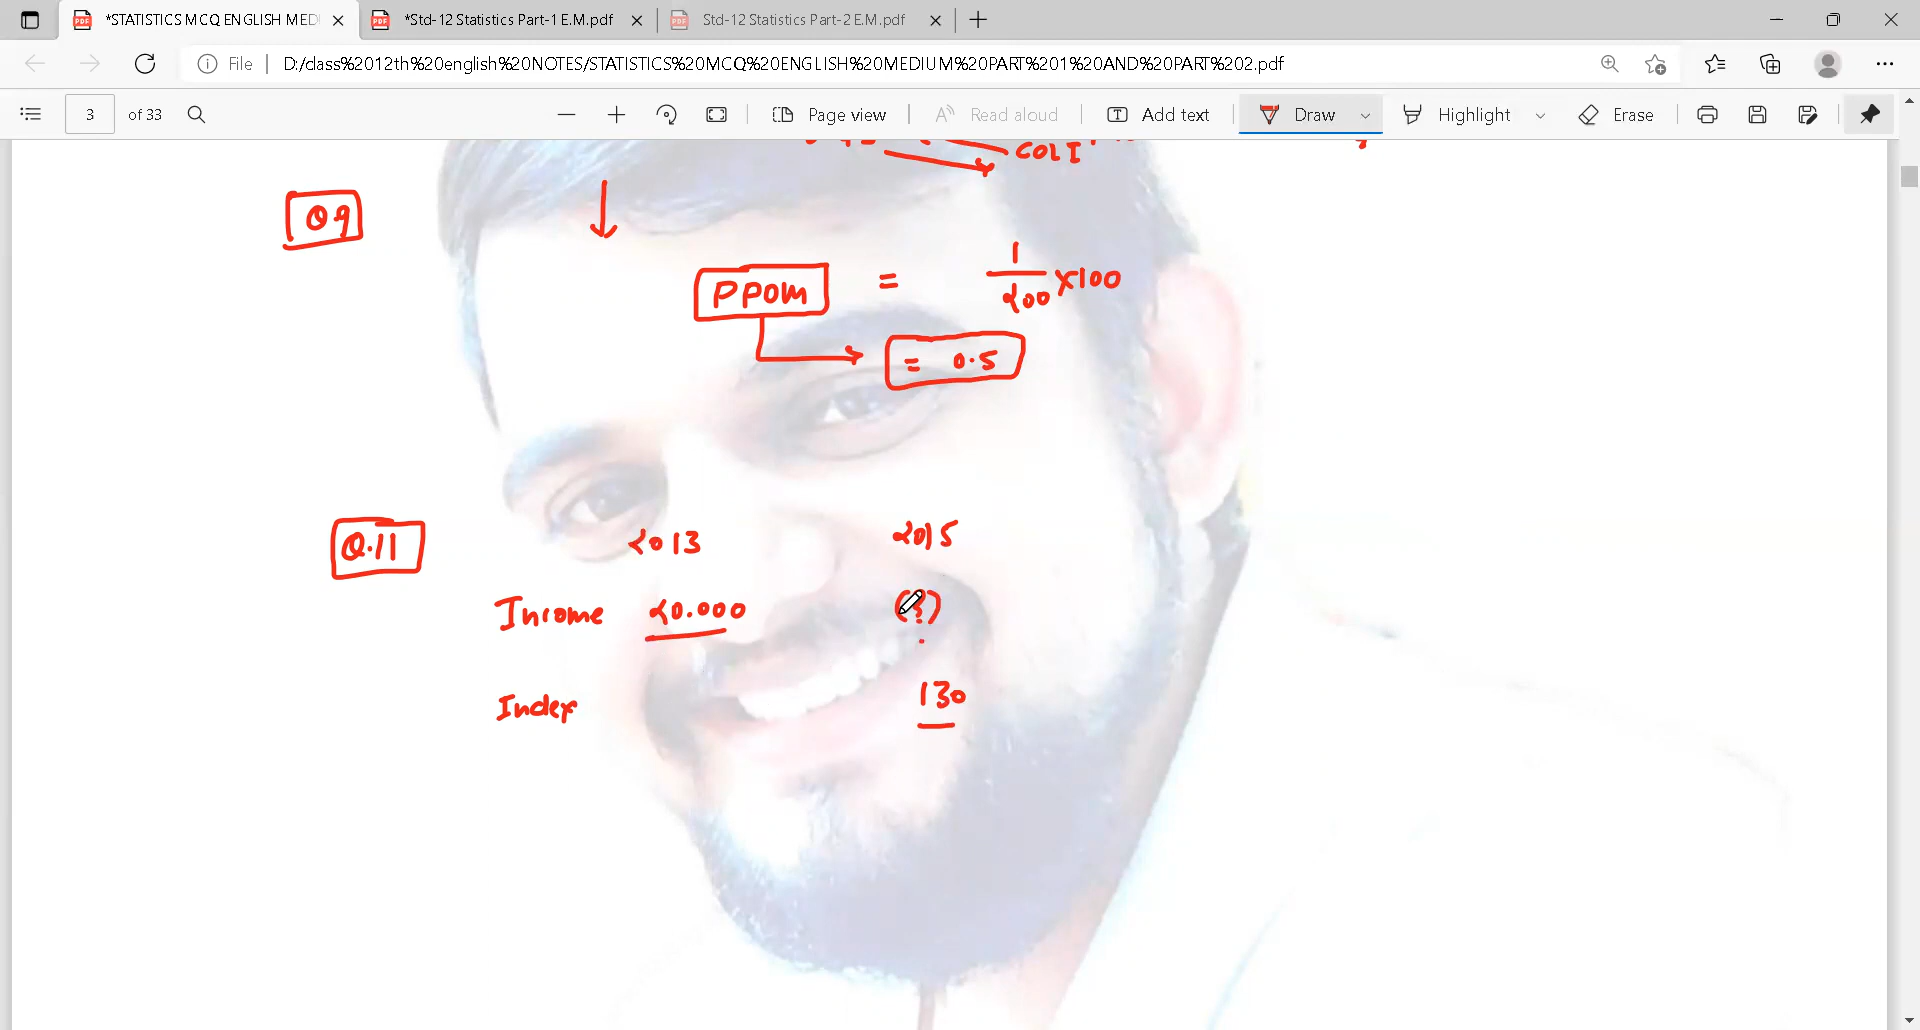 *STATISTICS MCQ ENGLISH MED
*Std-12 Statistics Part-1 E.M.pdf
Std-12 Statistics Part-2 E.M.pdf
File
D:/class%2012th%20english%20NOTES/STATISTICS%20MCQ%20ENGLISH%20MEDIUM%20PART%201%20AND%20PART%202.pdf
3 of 33
Page view
Read aloud
Add text
Draw
Highlight
Erase
COLI
Q9
PPOM = 1/200 ×100
= 0.5
Q.11 2013 2015
Income 20.000 (?)
Index 130